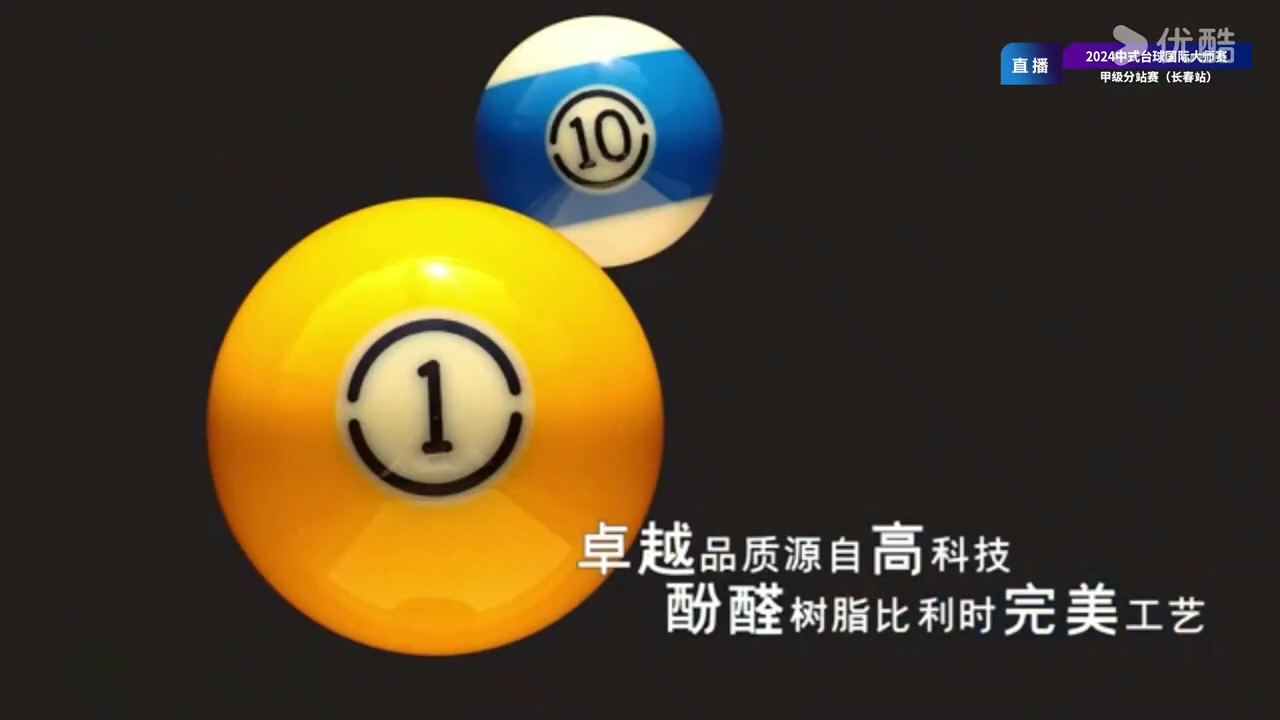 优酷
直播
2024中式台球国际大师赛
甲级分站赛（长春站）
10
1
卓越品质源自高科技
酚醛树脂比利时完美工艺